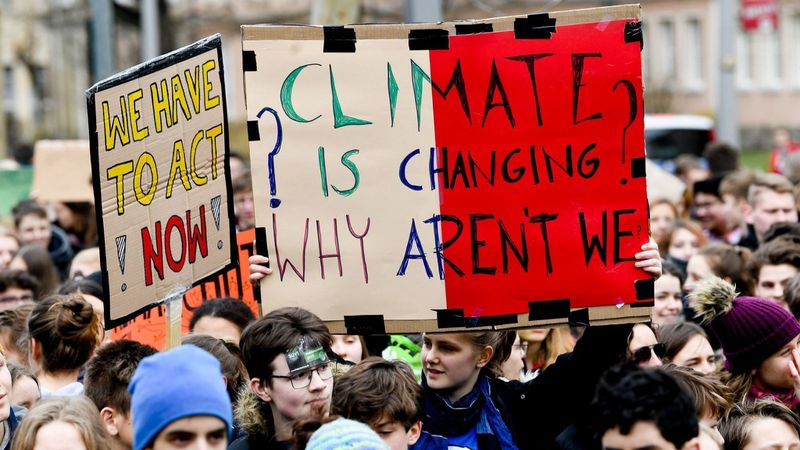 WE HAVE
TO ACT
! NOW!
CLIMATE
? IS CHANGING?
WHY AREN'T WE?